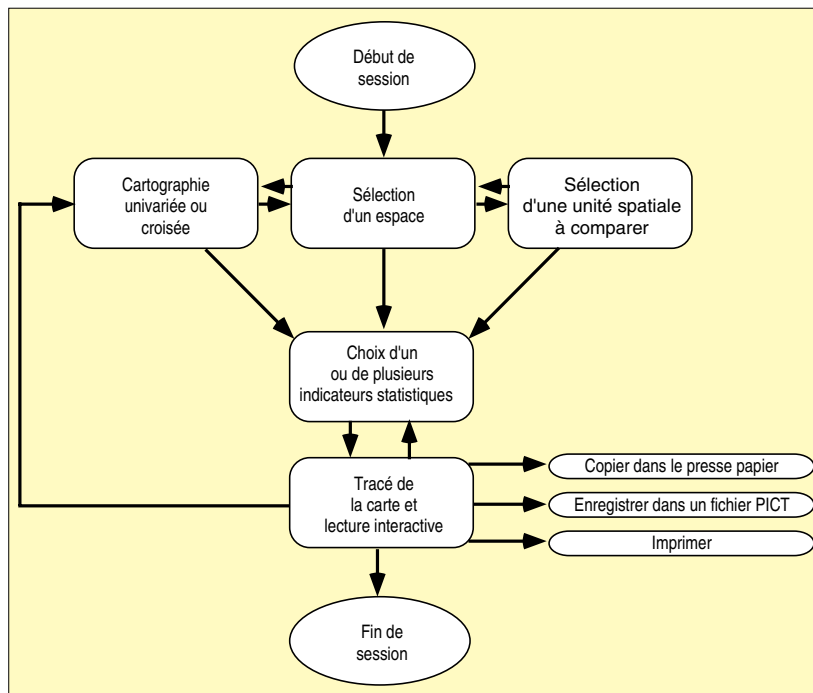 Début de
session
Cartographie
univariée ou
croisée
Sélection
d'un espace
Sélection
d'une unité spatiale
à comparer
Choix d'un
ou de plusieurs
indicateurs statistiques
Tracé de
la carte et
lecture interactive
Copier dans le presse papier
Enregistrer dans un fichier PICT
Imprimer
Fin de
session